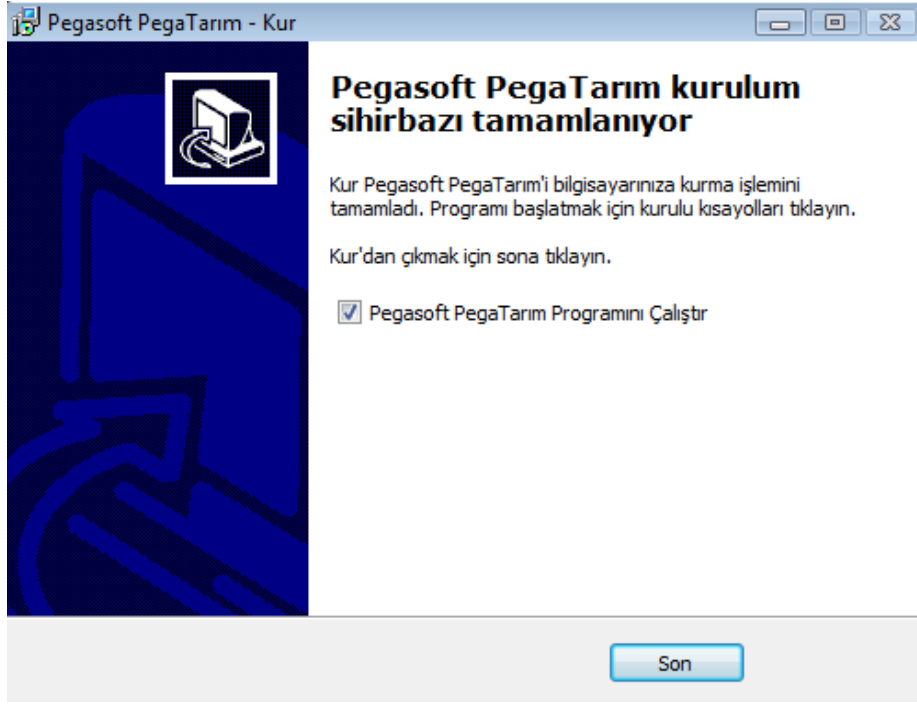 Pegasoft PegaTarım - Kur
Pegasoft PegaTarım kurulum
sihirbazı tamamlanıyor
Kur Pegasoft PegaTarım'i bilgisayarınıza kurma işlemini
tamamladı. Programı başlatmak için kurulu kısayolları tıklayın.
Kur'dan çıkmak için sona tıklayın.
Pegasoft PegaTarım Programını Çalıştır
Son